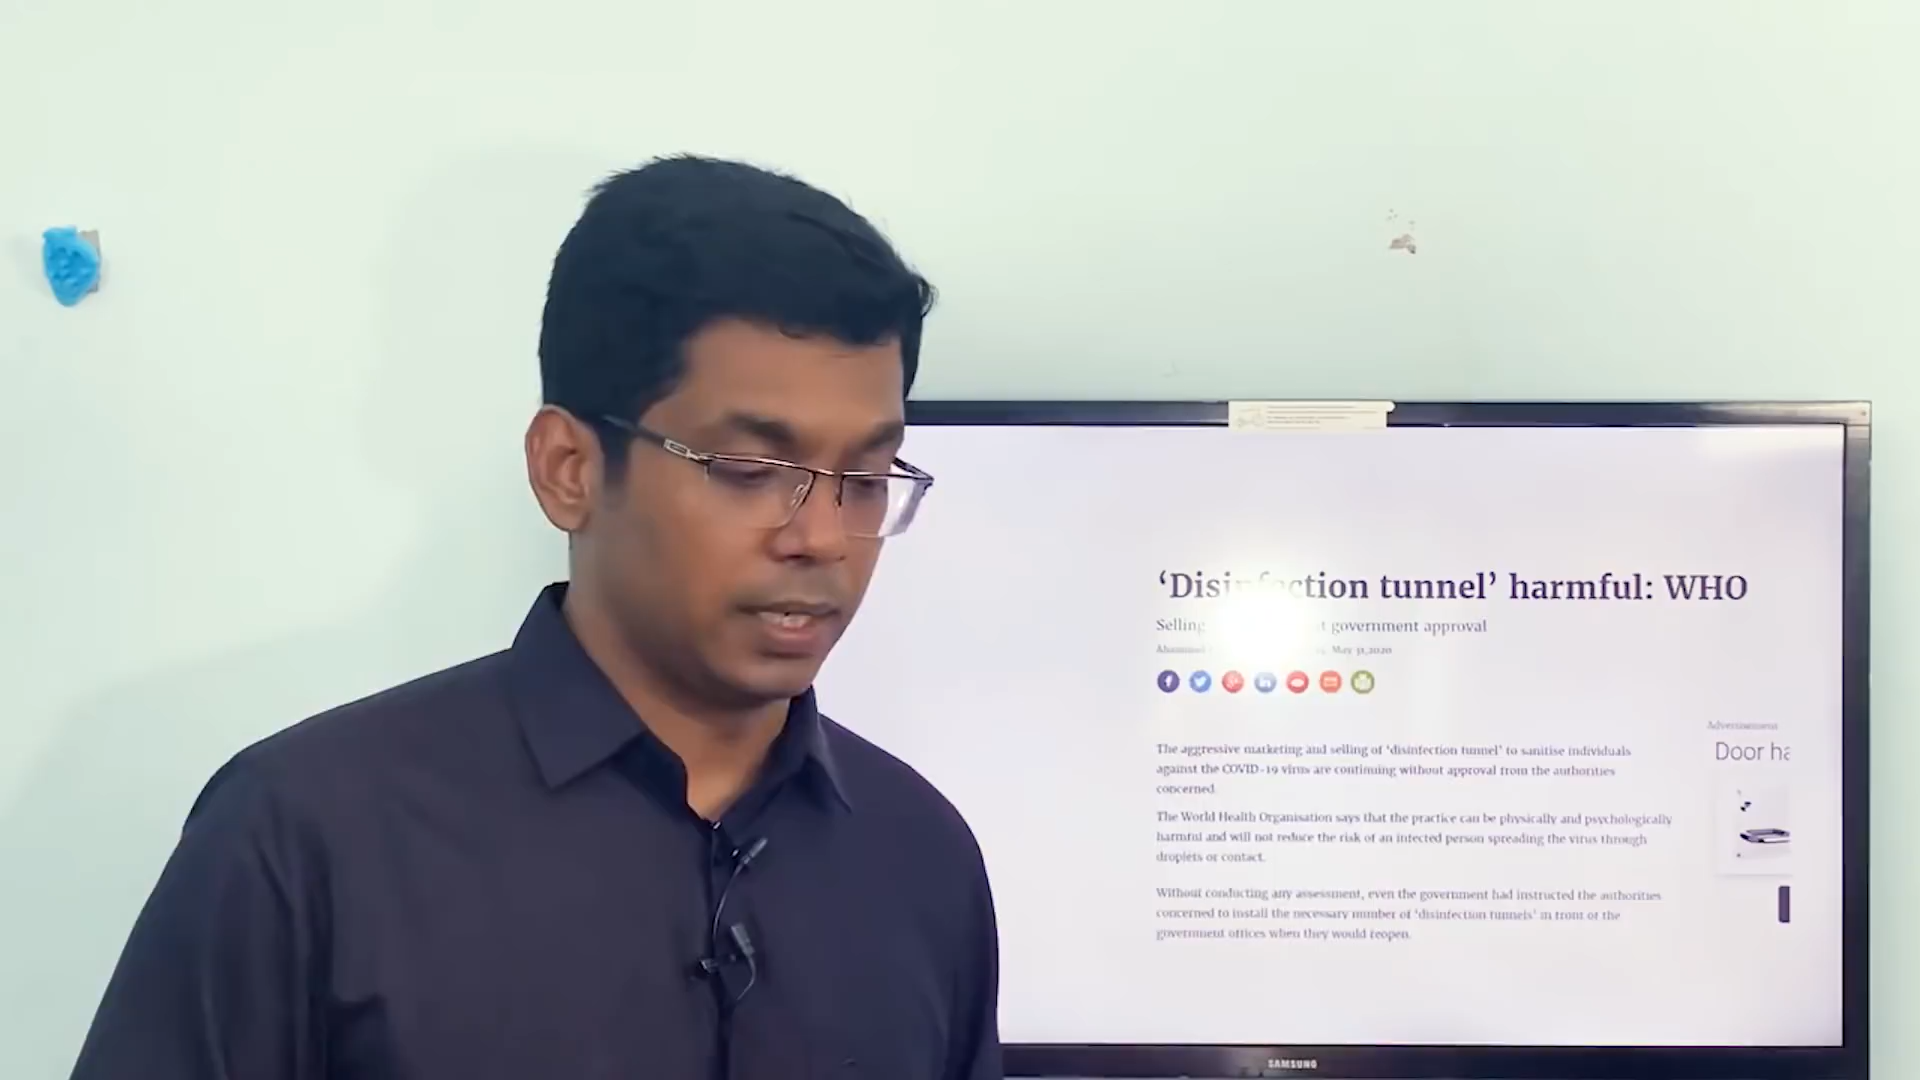 ‘Disinfection tunnel’ harmful: WHO
Selling government approval
May 31,2020
Advertisement
Door ha
The aggressive marketing and selling of ‘disinfection tunnel’ to sanitise individuals
against the COVID-19 virus are continuing without approval from the authorities
concerned.
The World Health Organisation says that the practice can be physically and psychologically
harmful and will not reduce the risk of an infected person spreading the virus through
droplets or contact.
Without conducting any assessment, even the government had instructed the authorities
concerned to install the necessary number of ‘disinfection tunnels’ in front of the
government offices when they would reopen.
SAMSUNG